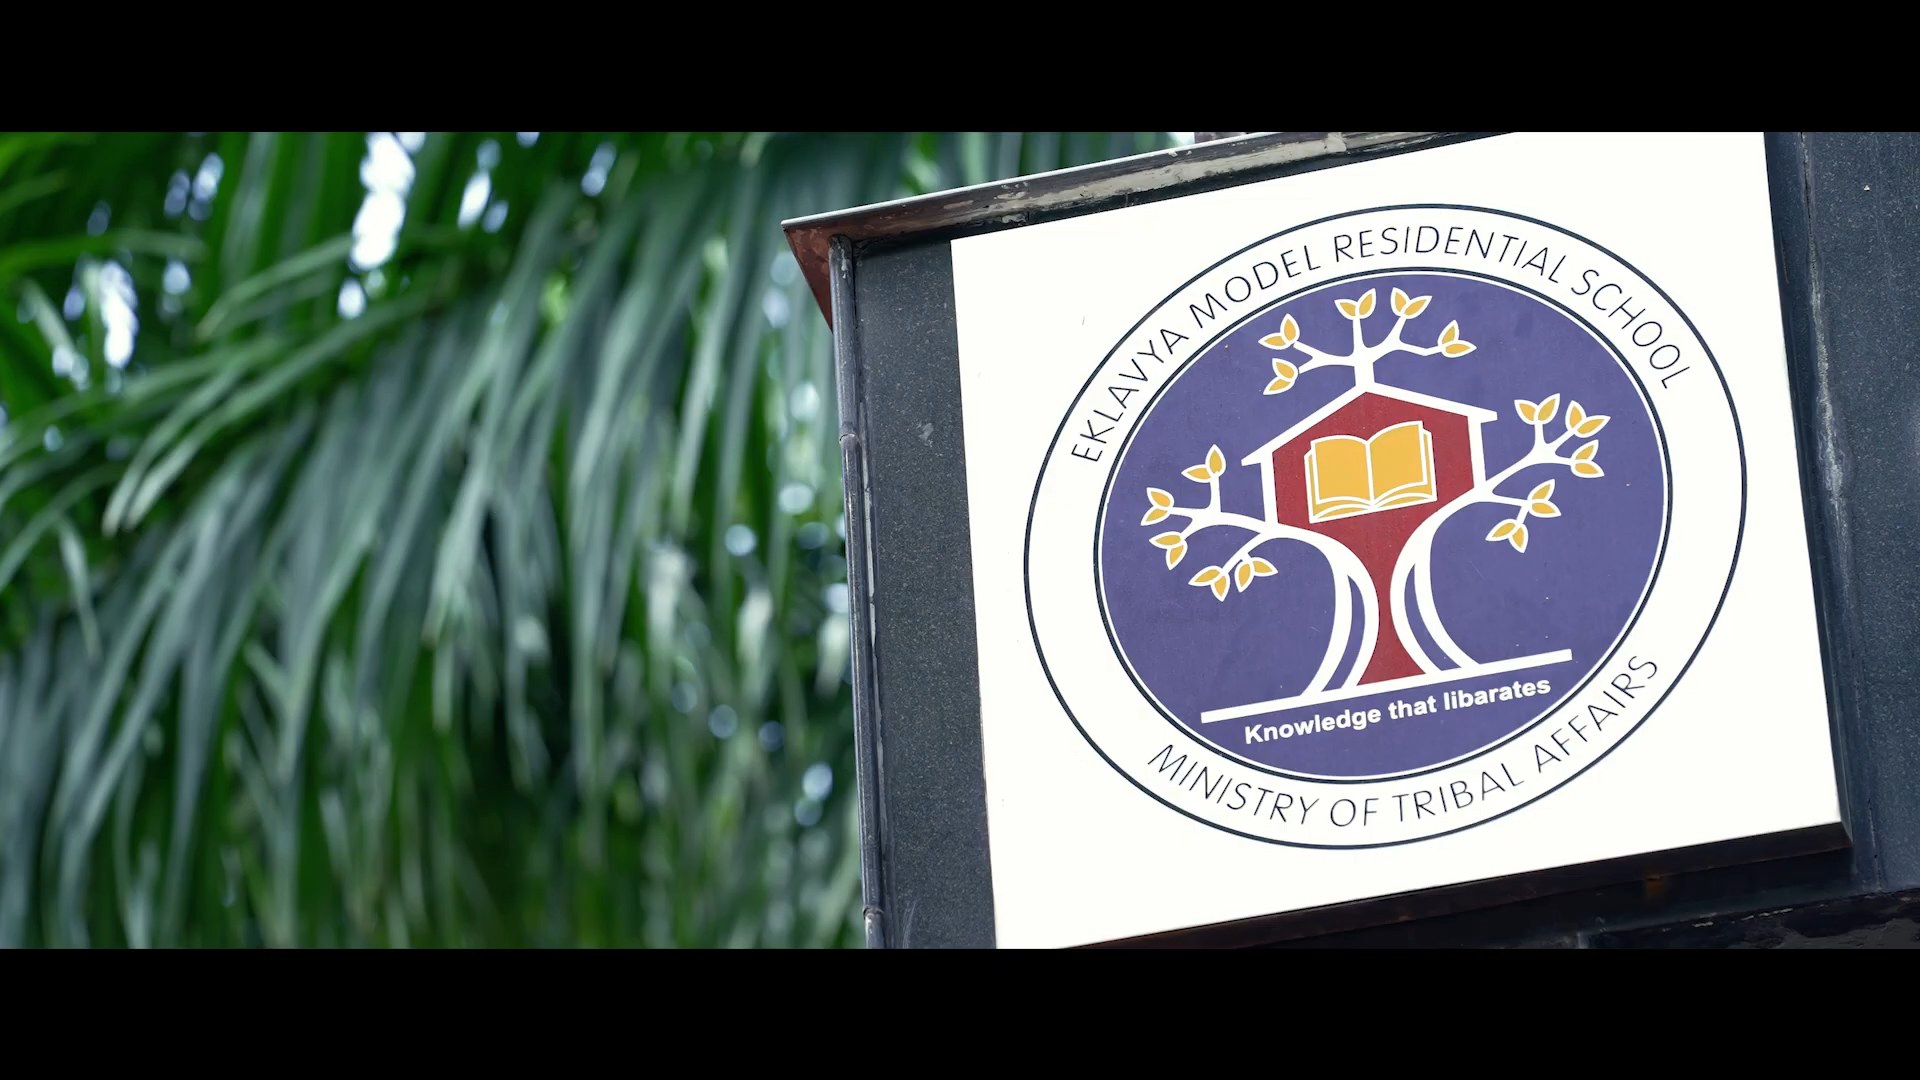 EKLAVYA MODEL RESIDENTIAL SCHOOL
Knowledge that libarates
MINISTRY OF TRIBAL AFFAIRS